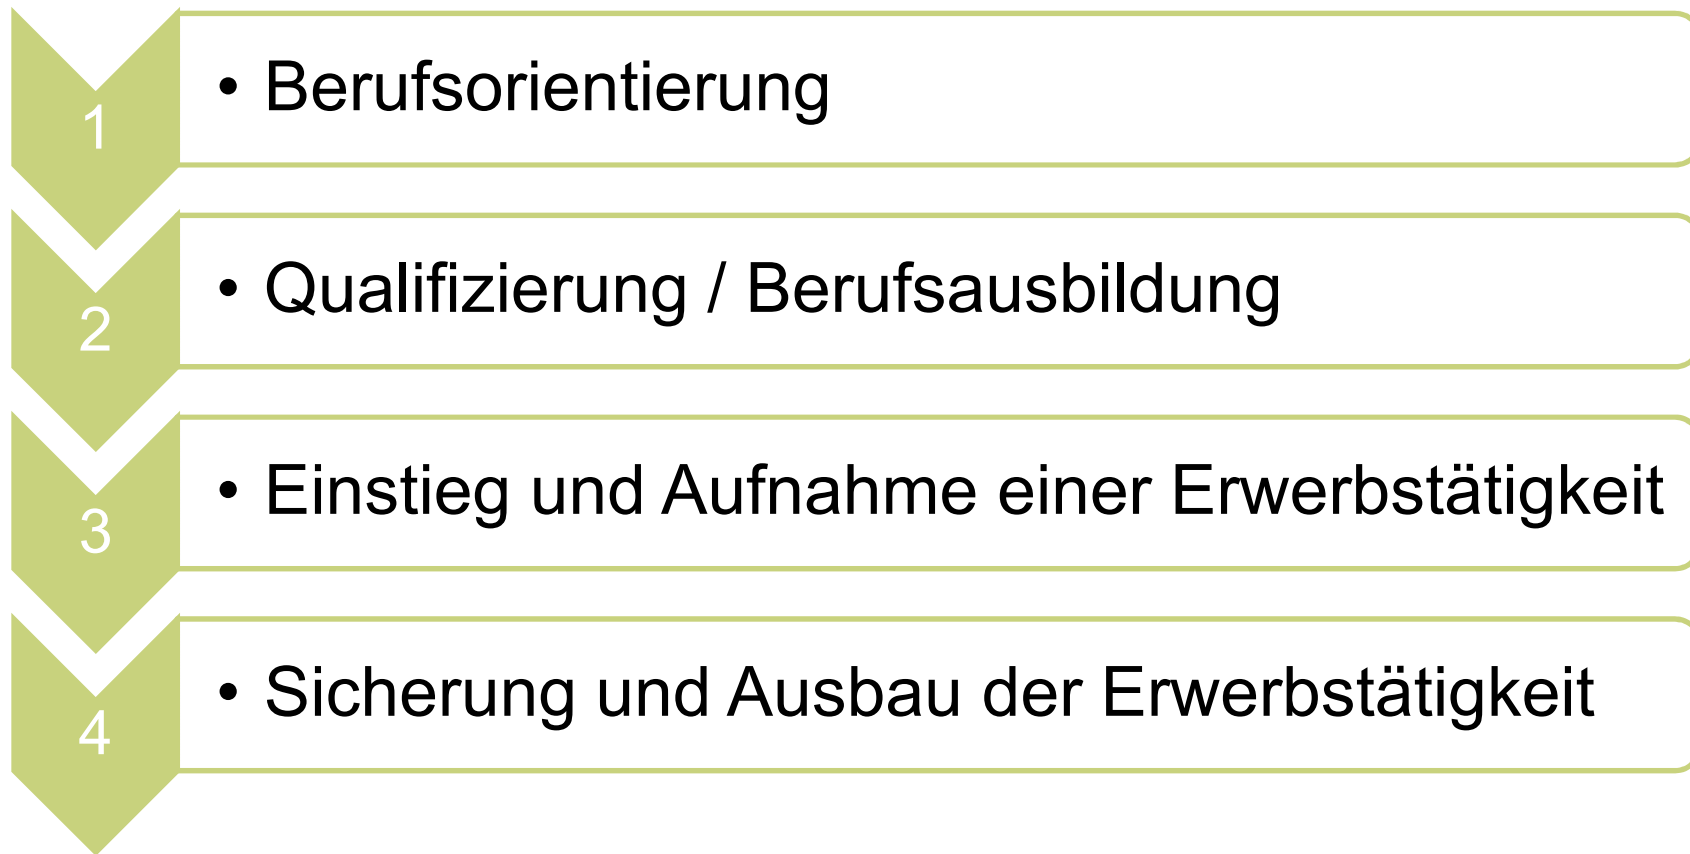 1
• Berufsorientierung
2
• Qualifizierung / Berufsausbildung
3
• Einstieg und Aufnahme einer Erwerbstätigkeit
4
• Sicherung und Ausbau der Erwerbstätigkeit